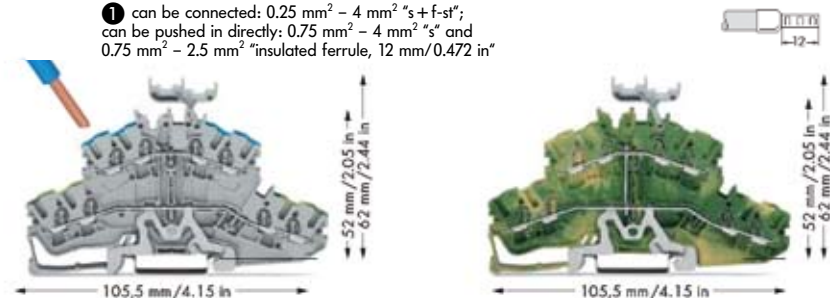 ❶ can be connected: 0.25 mm² – 4 mm² "s+f-st";
can be pushed in directly: 0.75 mm² – 4 mm² "s" and
0.75 mm² – 2.5 mm² "insulated ferrule, 12 mm/0.472 in"
12
52 mm/2.05 in
62 mm/2.44 in
52 mm/2.05 in
62 mm/2.44 in
105,5 mm/4.15 in
105,5 mm/4.15 in